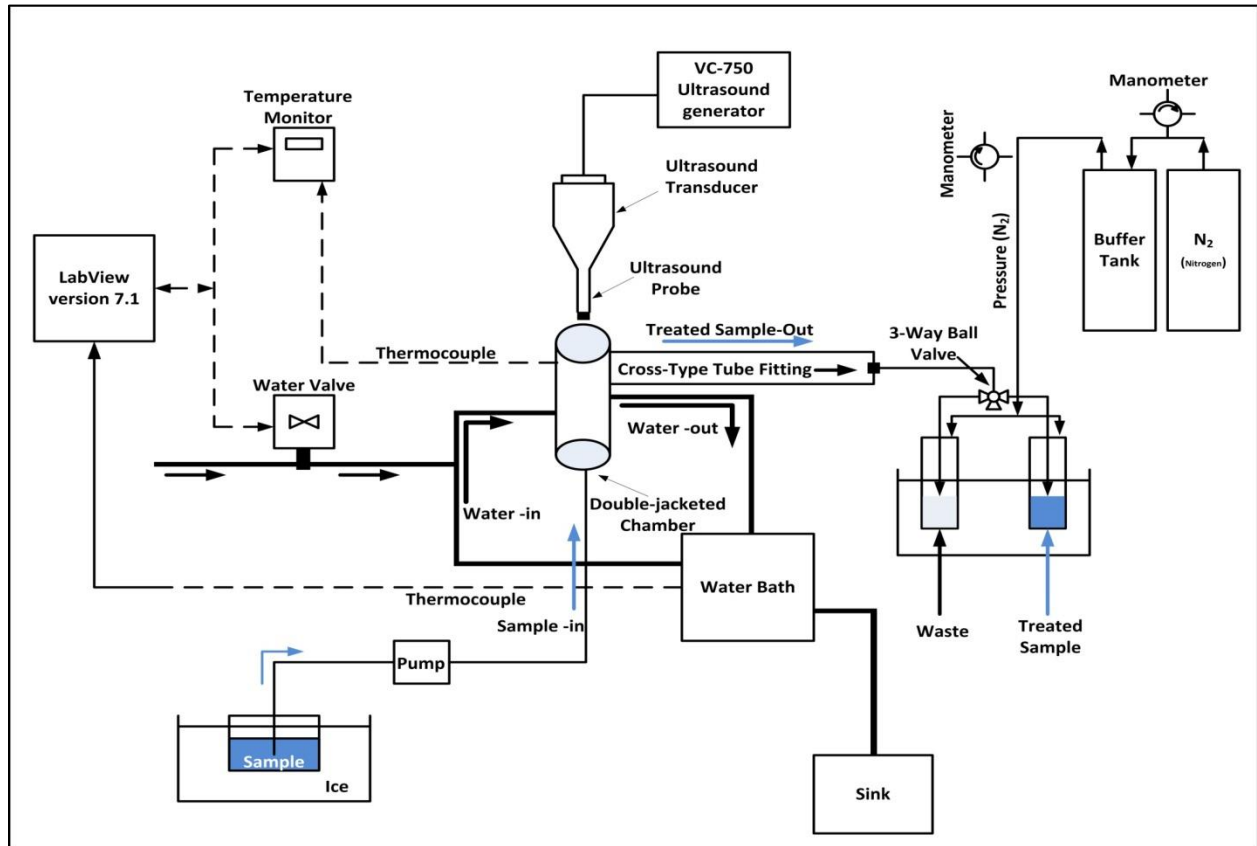 VC-750
Ultrasound
generator
Manometer
Temperature
Monitor
Manometer
Ultrasound
Transducer
Pressure (N2)
Buffer
Tank
N2
(Nitrogen)
LabView
version 7.1
Ultrasound
Probe
Treated Sample-Out
3-Way Ball
Valve
Thermocouple
Cross-Type Tube Fitting
Water Valve
Water -out
Water -in
Double-jacketed
Chamber
Water Bath
Thermocouple
Sample -in
Waste
Treated
Sample
Pump
Sample
Ice
Sink